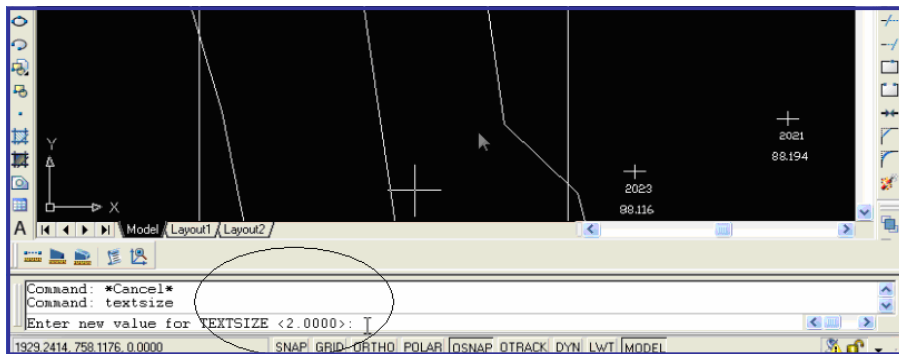 2021
88.194
2023
88.116
Y
X
A
Model Layout1 Layout2
Command: *Cancel*
Command: textsize
Enter new value for TEXTSIZE <2.0000>:
1929.2414, 758.1176, 0.0000 SNAP GRID ORTHO POLAR OSNAP OTRACK DYN LWT MODEL